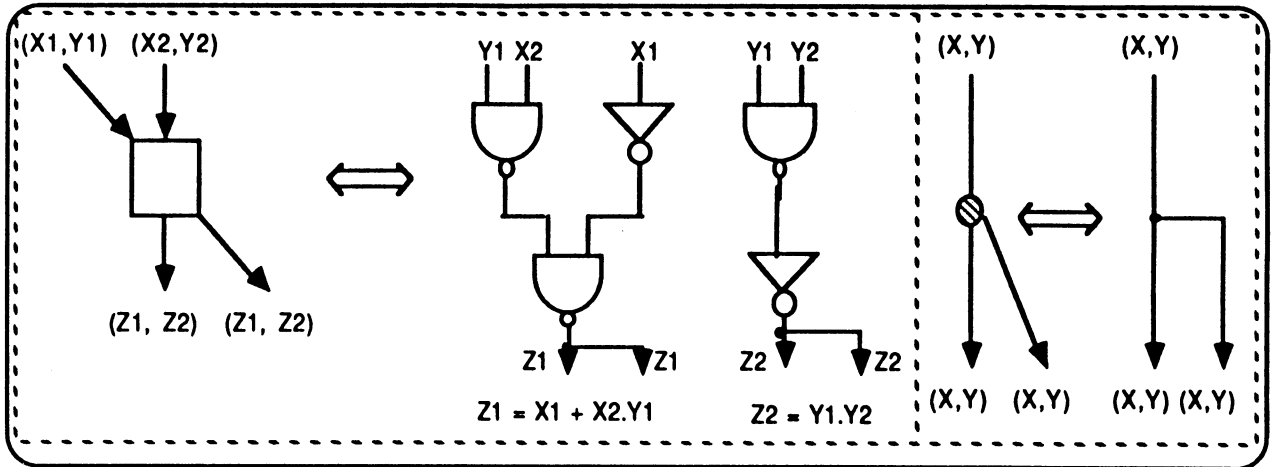 (X1,Y1) (X2,Y2)
Y1 X2 X1
Y1 Y2
(X,Y)
(X,Y)
(Z1, Z2) (Z1, Z2)
Z1 Z1
Z2 Z2
Z1 = X1 + X2.Y1
Z2 = Y1.Y2
(X,Y) (X,Y)
(X,Y) (X,Y)